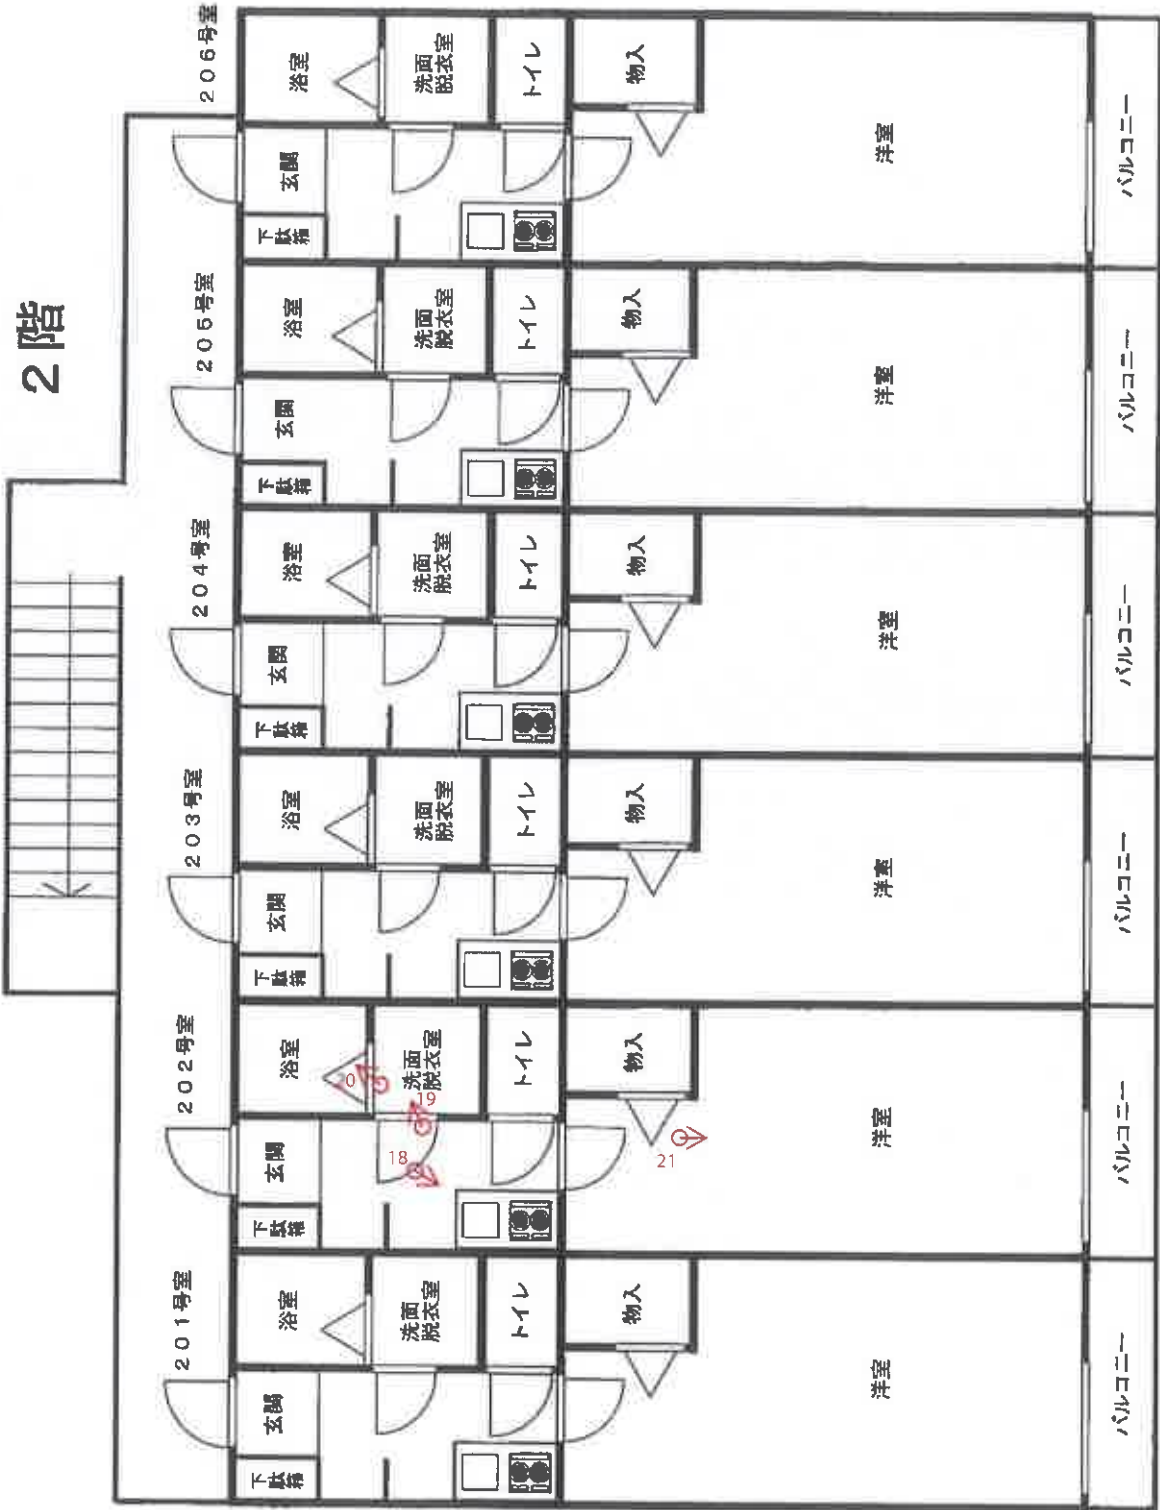 2階
201号室
下駄箱
玄関
浴室
洗面
脱衣室
トイレ
物入
洋室
バルコニー
202号室
下駄箱
玄関
浴室
20
洗面
脱衣室
19
18
トイレ
物入
21
洋室
バルコニー
203号室
下駄箱
玄関
浴室
洗面
脱衣室
トイレ
物入
洋室
バルコニー
204号室
下駄箱
玄関
浴室
洗面
脱衣室
トイレ
物入
洋室
バルコニー
205号室
下駄箱
玄関
浴室
洗面
脱衣室
トイレ
物入
洋室
バルコニー
206号室
下駄箱
玄関
浴室
洗面
脱衣室
トイレ
物入
洋室
バルコニー